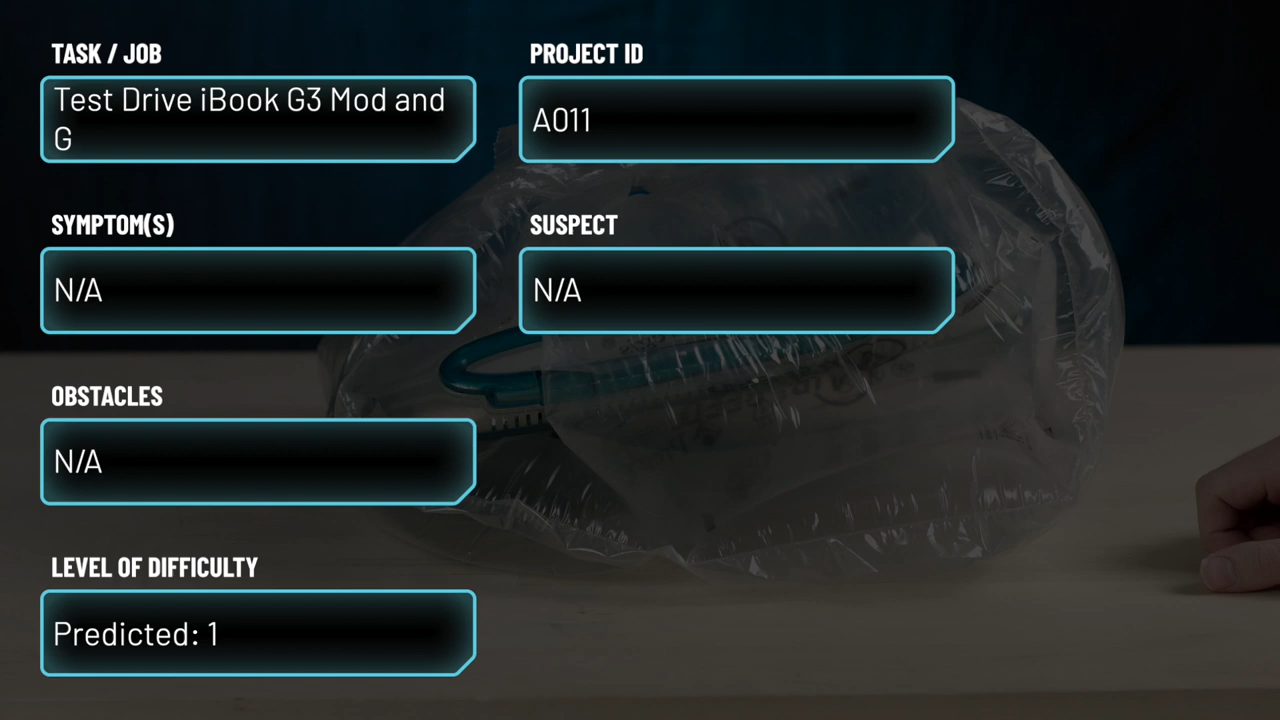 TASK / JOB
Test Drive iBook G3 Mod and
G
PROJECT ID
A011
SYMPTOM(S)
N/A
SUSPECT
N/A
OBSTACLES
N/A
LEVEL OF DIFFICULTY
Predicted: 1